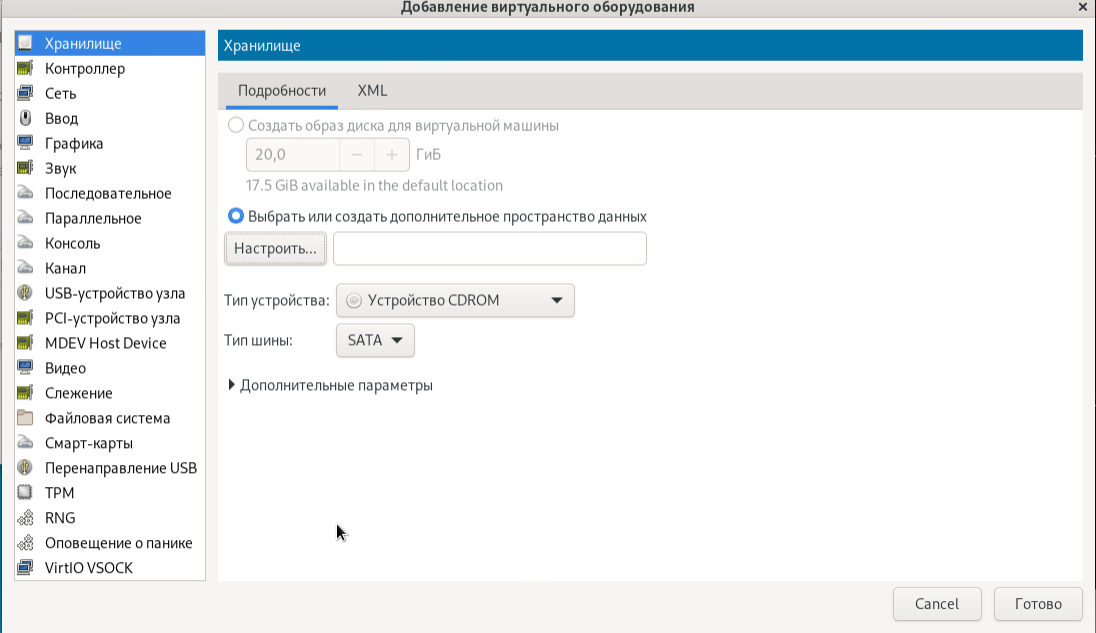 Добавление виртуального оборудования
Хранилище
Контроллер
Сеть
Ввод
Графика
Звук
Последовательное
Параллельное
Консоль
Канал
USB-устройство узла
PCI-устройство узла
MDEV Host Device
Видео
Слежение
Файловая система
Смарт-карты
Перенаправление USB
TPM
RNG
Оповещение о панике
VirtIO VSOCK
Хранилище
Подробности XML
Создать образ диска для виртуальной машины
20,0 − + ГиБ
17.5 GiB available in the default location
Выбрать или создать дополнительное пространство данных
Настроить...
Тип устройства: Устройство CDROM
Тип шины: SATA
Дополнительные параметры
Cancel Готово